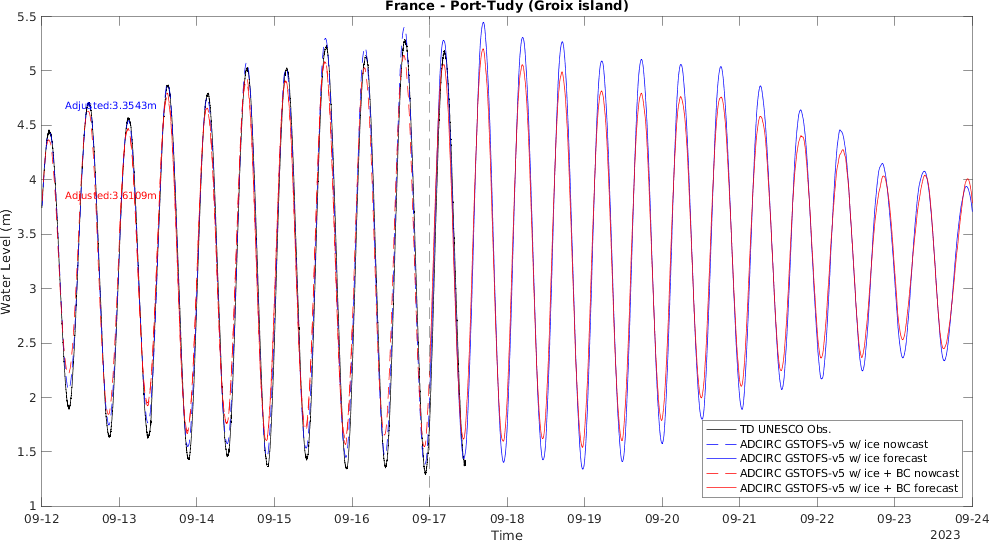 France - Port-Tudy (Groix island)
5.5
5
4.5
4
3.5
3
2.5
2
1.5
1
Water Level (m)
Adjusted:3.3543m
Adjusted:3.6109m
TD UNESCO Obs.
ADCIRC GSTOFS-v5 w/ ice nowcast
ADCIRC GSTOFS-v5 w/ ice forecast
ADCIRC GSTOFS-v5 w/ ice + BC nowcast
ADCIRC GSTOFS-v5 w/ ice + BC forecast
09-12 09-13 09-14 09-15 09-16 09-17 09-18 09-19 09-20 09-21 09-22 09-23 09-24
Time
2023